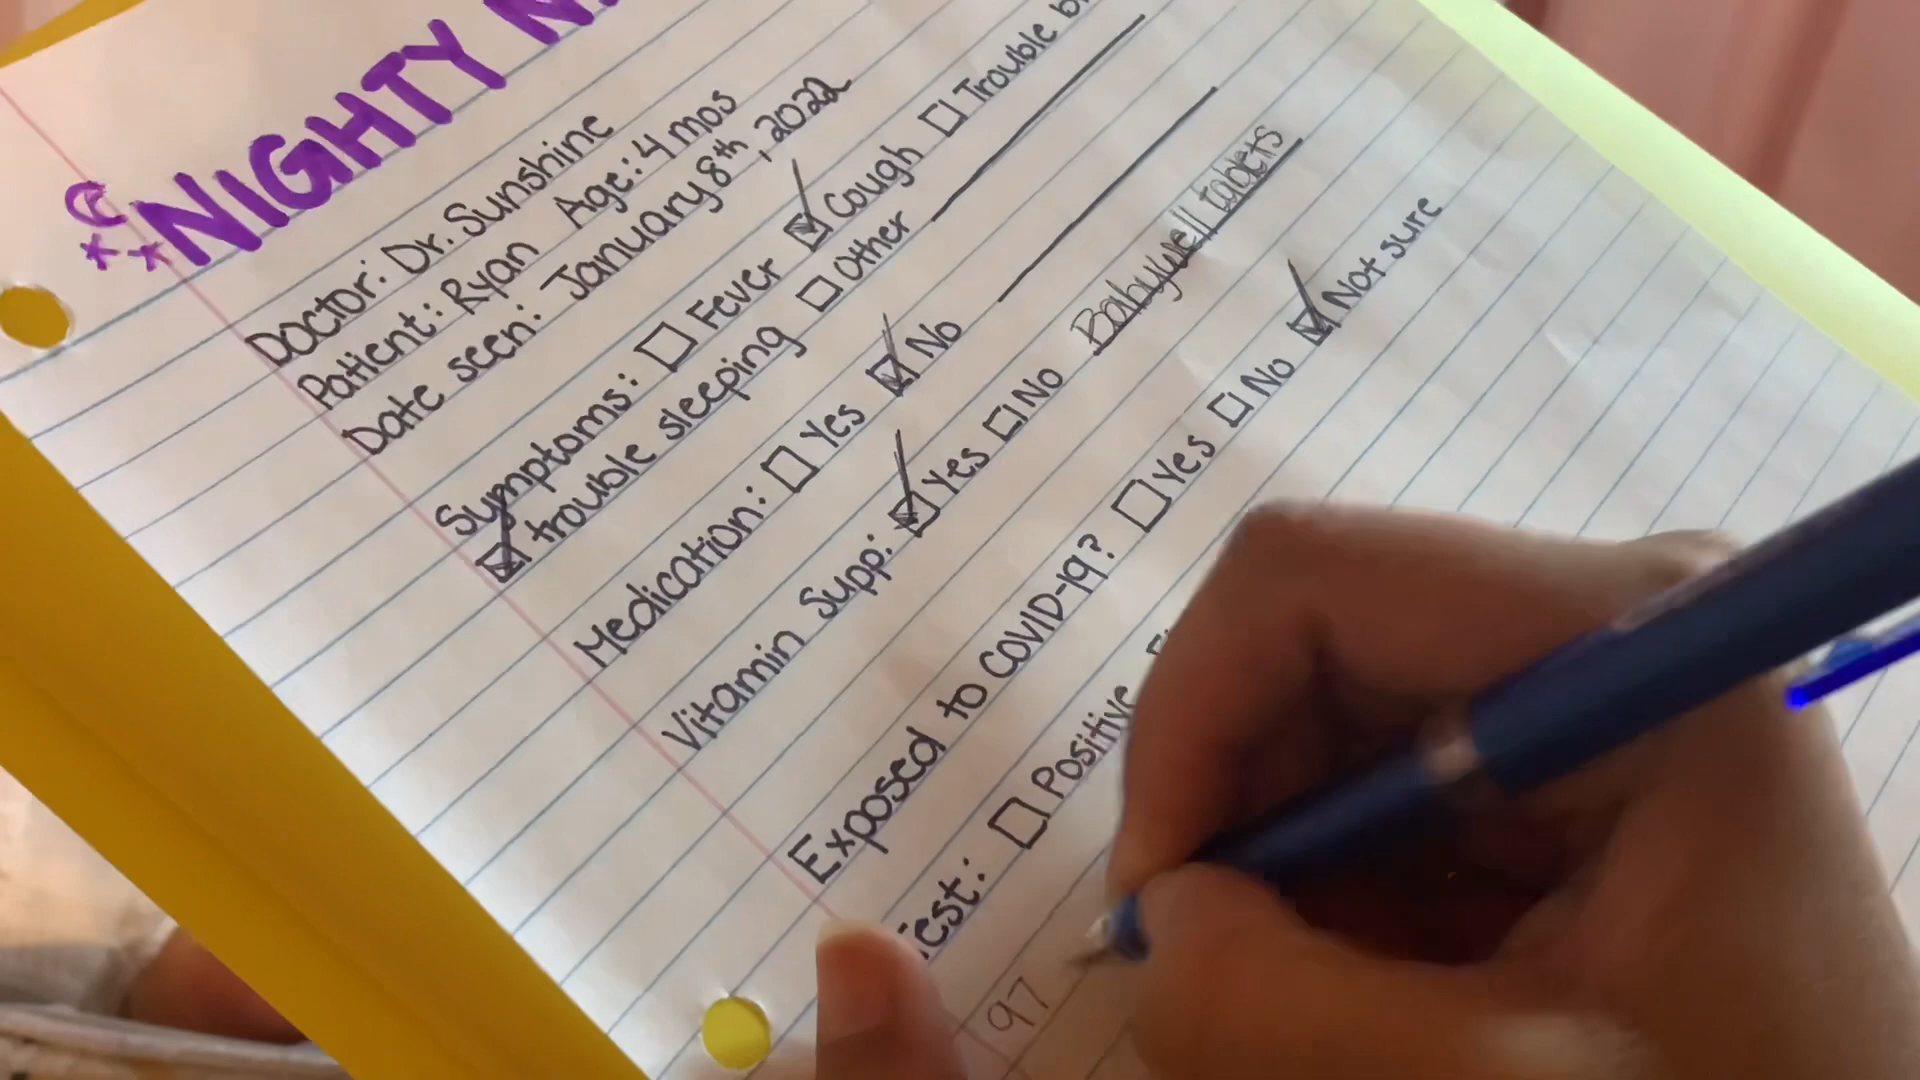 NIGHTY
Doctor: Dr. Sunshine
Patient: Ryan Age: 4 mos
Date seen: January 8th, 2022
Symptoms: ☐ Fever ☑ Cough ☐ Trouble
☑ trouble sleeping ☐ Other
Medication: ☐ Yes ☑ No
Vitamin Supp: ☑ Yes ☐ No Babywell tablets
Exposed to COVID-19? ☐ Yes ☐ No ☑ Not sure
Test: ☐ Positive
97